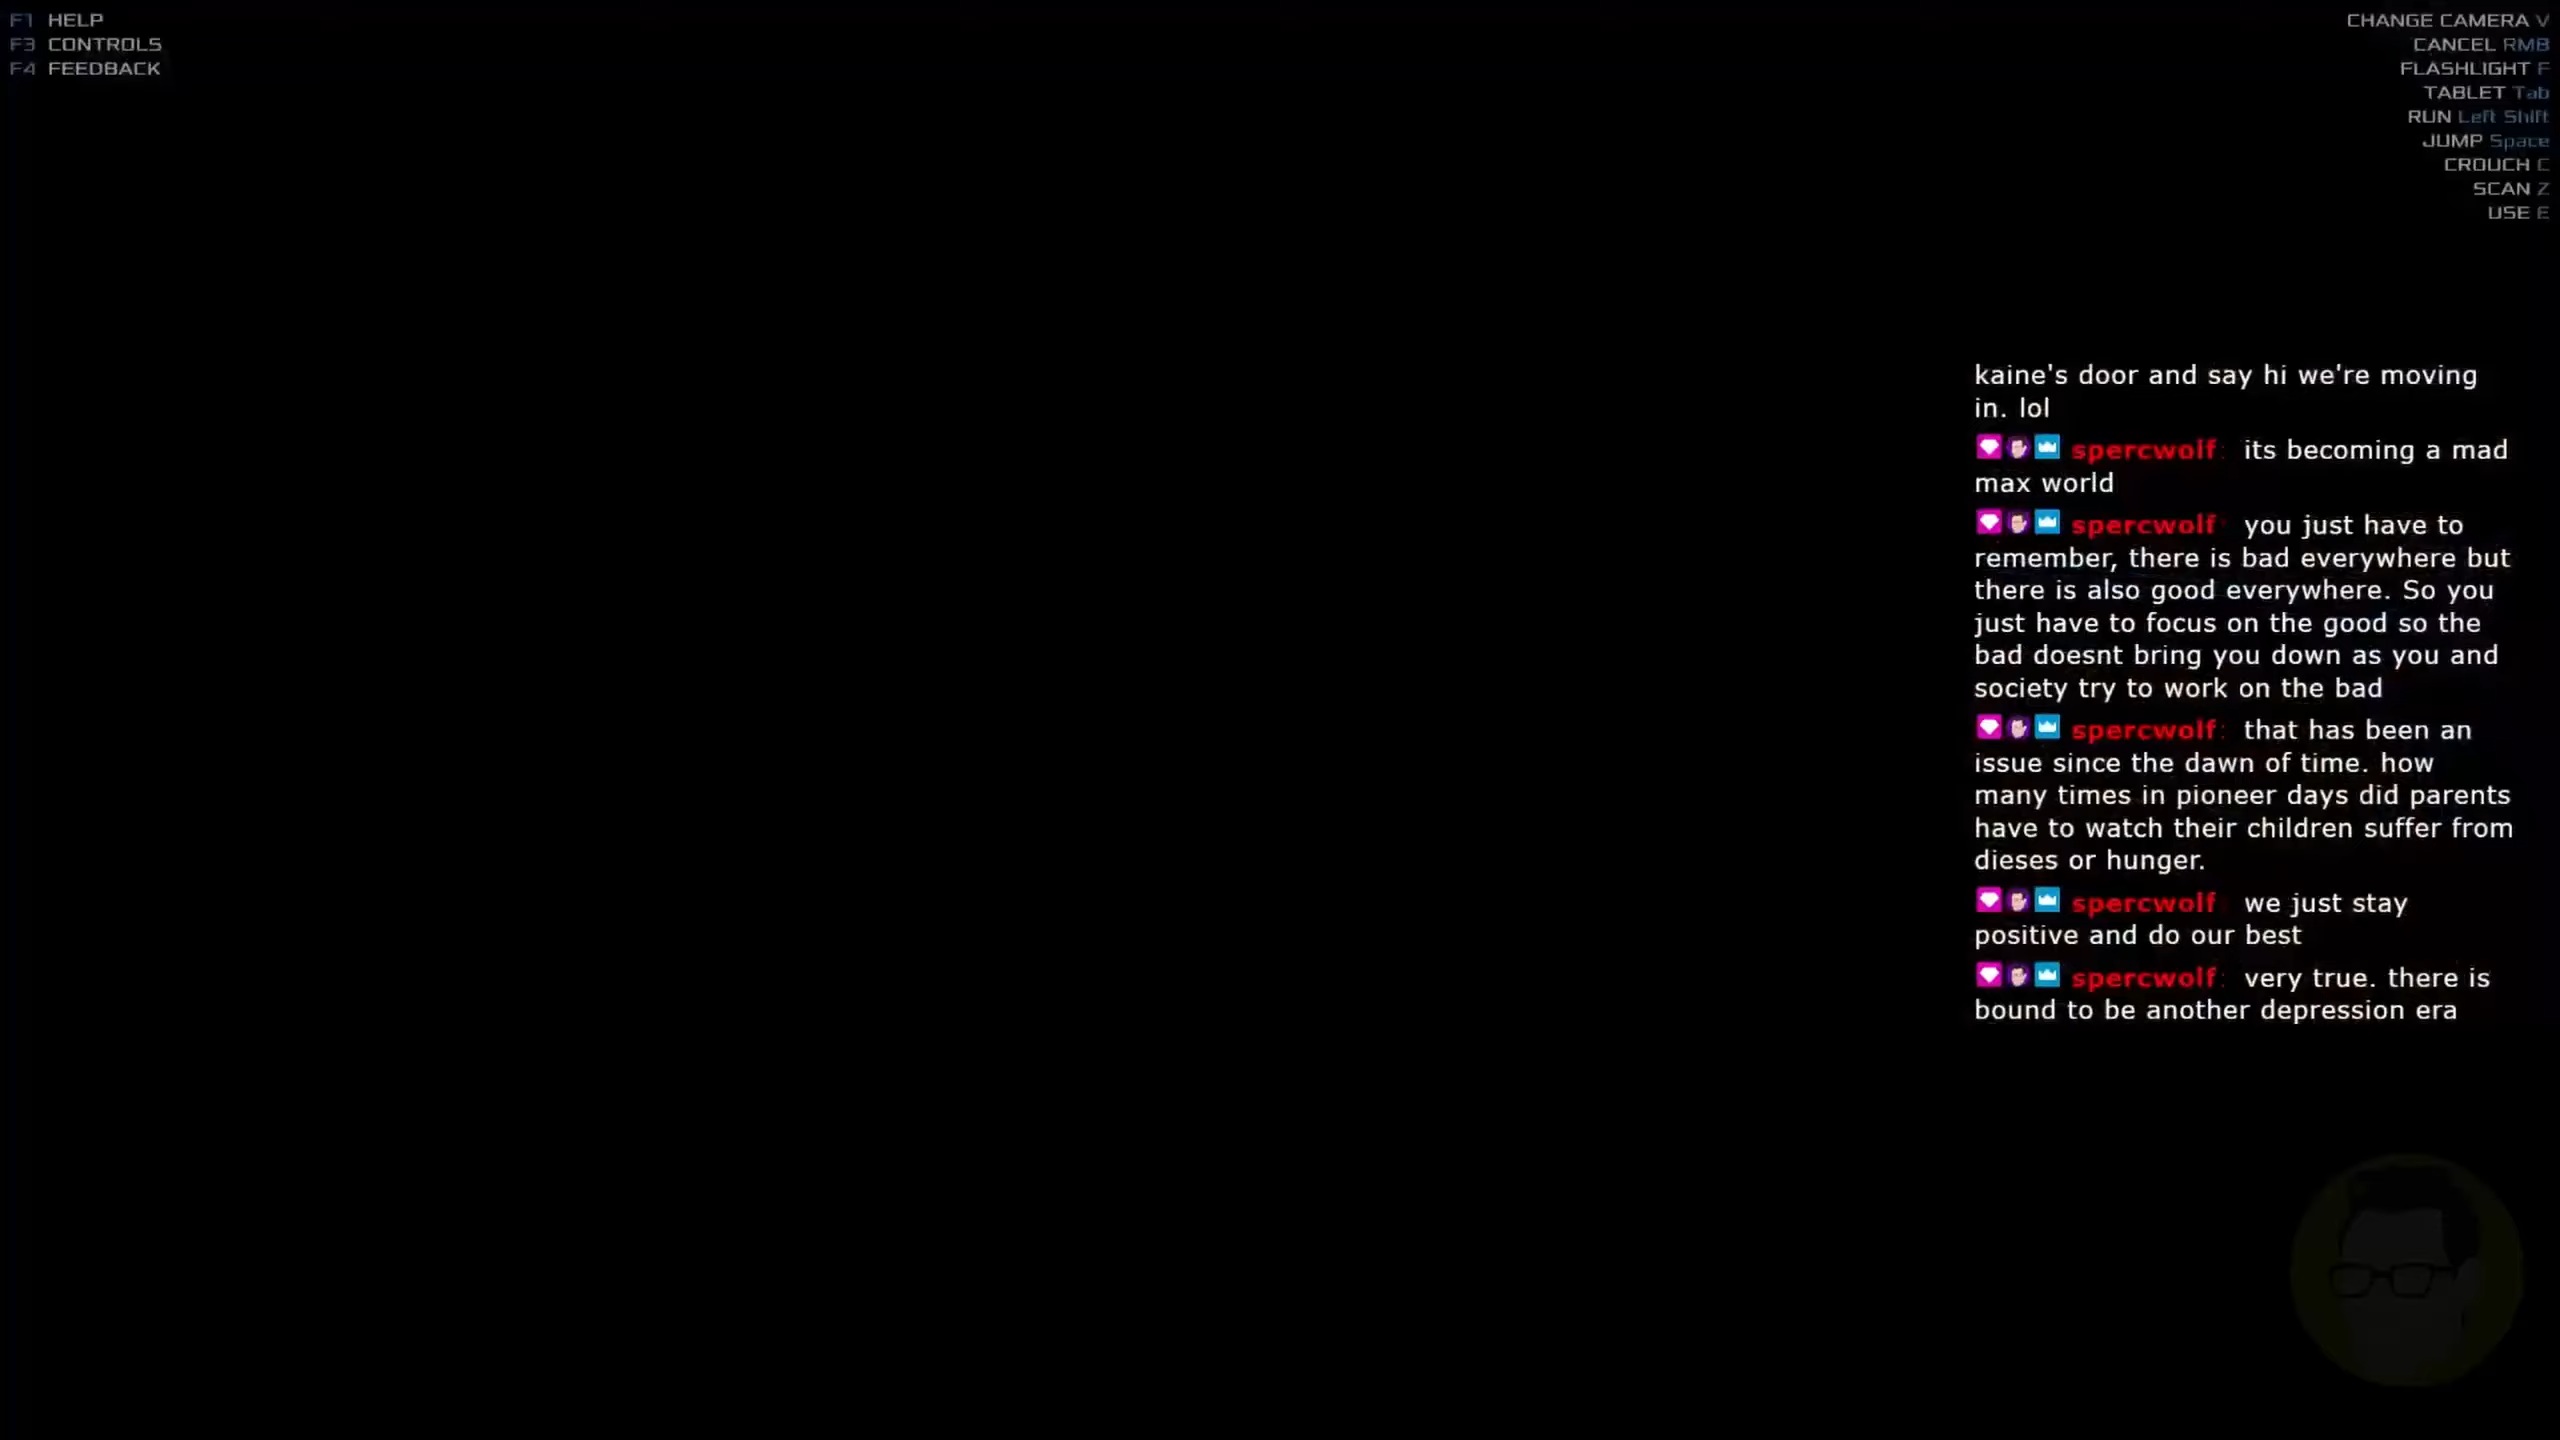 F1 HELP
F3 CONTROLS
F4 FEEDBACK
CHANGE CAMERA V
CANCEL RMB
FLASHLIGHT F
TABLET Tab
RUN Left Shift
JUMP Space
CROUCH C
SCAN Z
USE E
kaine's door and say hi we're moving
in. lol
spercwolf: its becoming a mad
max world
spercwolf: you just have to
remember, there is bad everywhere but
there is also good everywhere. So you
just have to focus on the good so the
bad doesnt bring you down as you and
society try to work on the bad
spercwolf: that has been an
issue since the dawn of time. how
many times in pioneer days did parents
have to watch their children suffer from
dieses or hunger.
spercwolf: we just stay
positive and do our best
spercwolf: very true. there is
bound to be another depression era